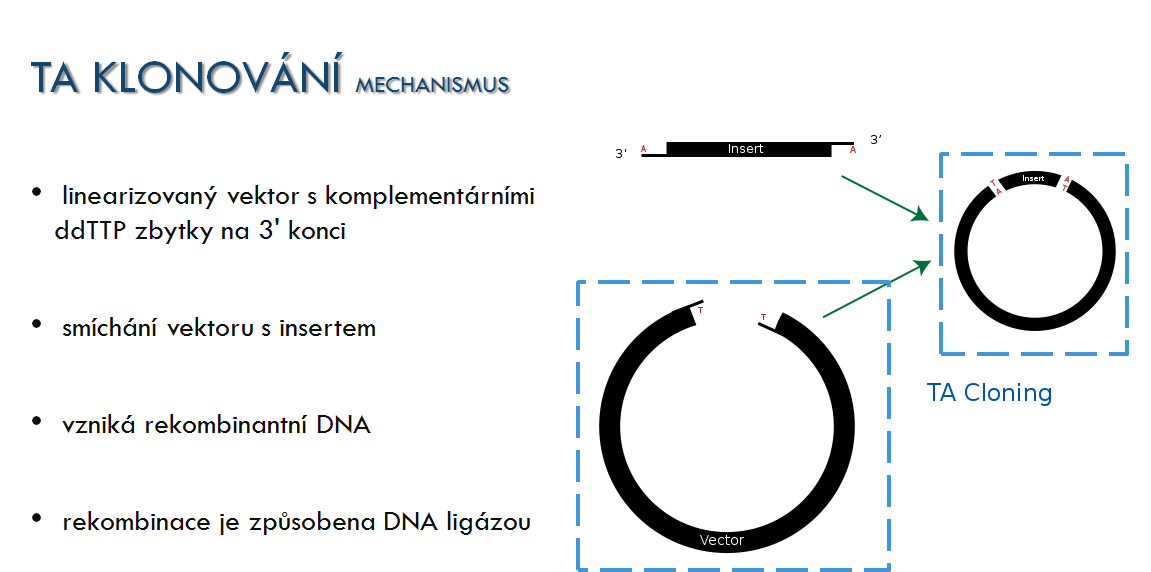 TA KLONOVÁNÍ MECHANISMUS
• linearizovaný vektor s komplementárními
ddTTP zbytky na 3' konci
• smíchání vektoru s insertem
• vzniká rekombinantní DNA
• rekombinace je způsobena DNA ligázou
3' A Insert A 3’
T A Insert A T
T T
Vector
TA Cloning